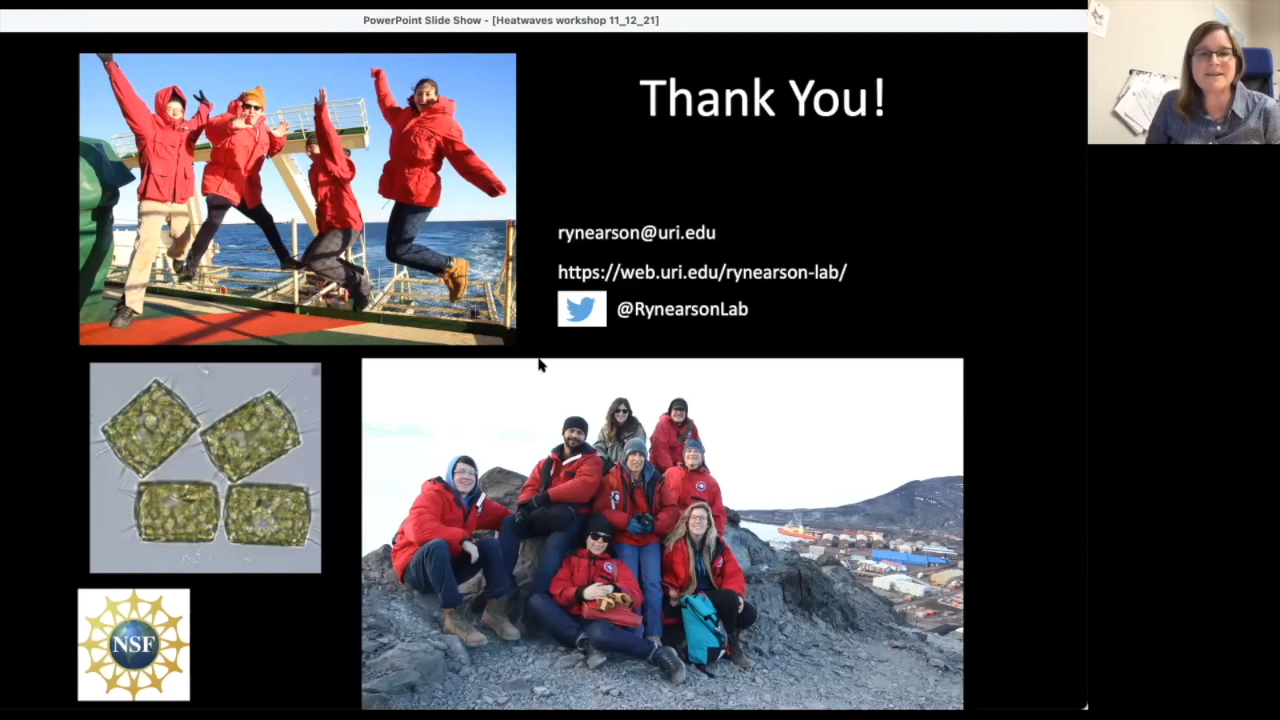 PowerPoint Slide Show - [Heatwaves workshop 11_12_21]
Thank You!
rynearson@uri.edu
https://web.uri.edu/rynearson-lab/
@RynearsonLab
NSF